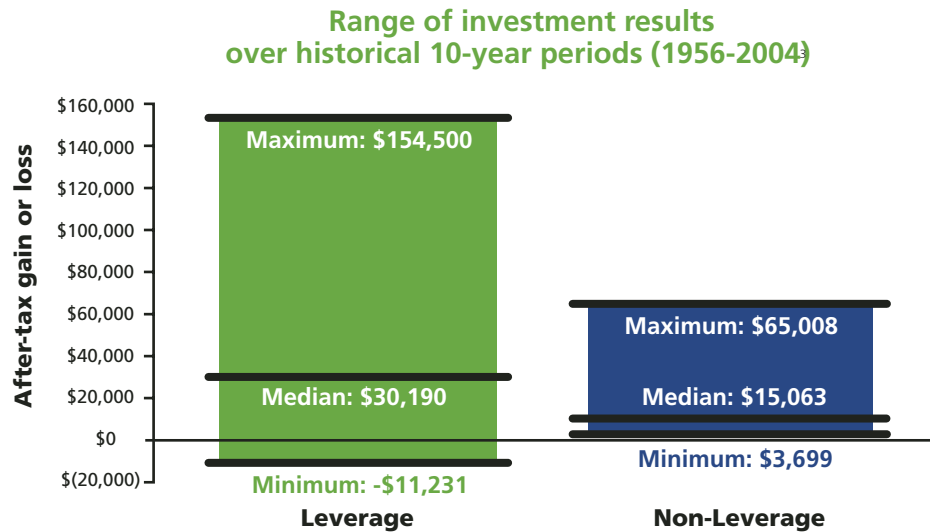 Range of investment results
over historical 10-year periods (1956-2004)3
After-tax gain or loss
$160,000
$140,000
$120,000
$100,000
$80,000
$60,000
$40,000
$20,000
$0
$(20,000)
Maximum: $154,500
Median: $30,190
Minimum: -$11,231
Leverage
Maximum: $65,008
Median: $15,063
Minimum: $3,699
Non-Leverage